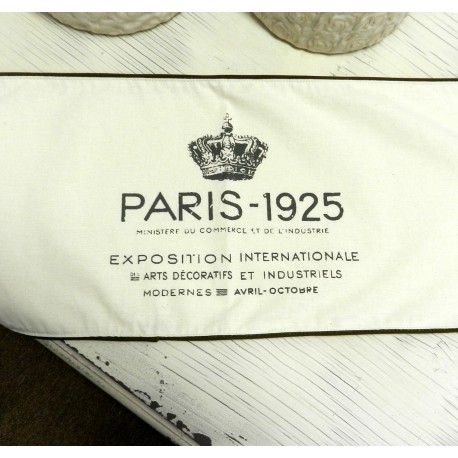 PARIS-1925
MINISTERE DU COMMERCE ET DE L'INDUSTRIE
EXPOSITION INTERNATIONALE
DES ARTS DÉCORATIFS ET INDUSTRIELS
MODERNES AVRIL-OCTOBRE